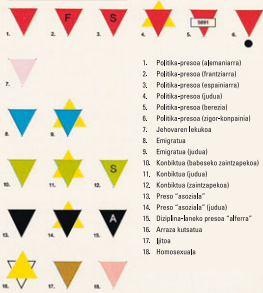 F
S
S001
1.
2.
3.
4.
5.
6.
7.
8.
9.
S
10.
11.
12.
A
13.
14.
15.
16.
17.
18.
1. Politika-presoa (alemaniarra)
2. Politika-presoa (frantziarra)
3. Politika-presoa (espainiarra)
4. Politika-presoa (judua)
5. Politika-presoa (berezia)
6. Politika-presoa (zigor-konpainia)
7. Jehovaren lekukoa
8. Emigratua
9. Emigratua (judua)
10. Konbiktua (babeseko zaintzapekoa)
11. Konbiktua (judua)
12. Konbiktua (zaintzapekoa)
13. Preso "asoziala"
14. Preso "asoziala" (judua)
15. Diziplina-laneko presoa "alferra"
16. Arraza kutsatua
17. Ijitoa
18. Homosexuala